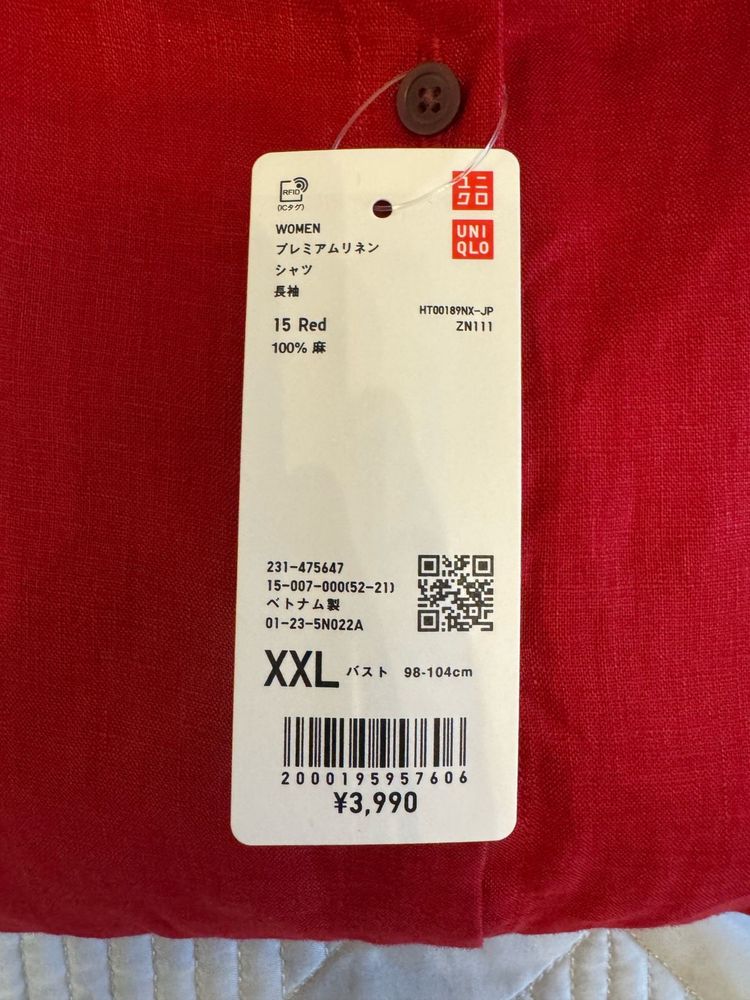 RFID
(ICタグ)
ユニ
クロ
UNI
QLO
WOMEN
プレミアムリネン
シャツ
長袖
HT00189NX-JP
ZN111
15 Red
100% 麻
231-475647
15-007-000(52-21)
ベトナム製
01-23-5N022A
XXL バスト 98-104cm
2000195957606
¥3,990